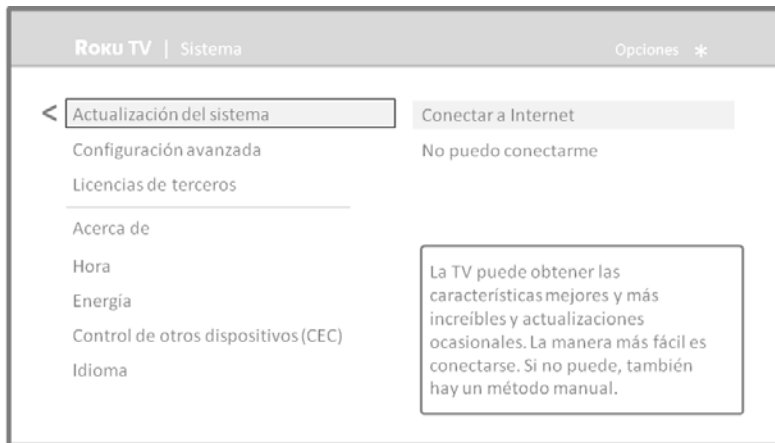 ROKU TV | Sistema
Opciones *
< Actualización del sistema
Configuración avanzada
Licencias de terceros
Acerca de
Hora
Energía
Control de otros dispositivos (CEC)
Idioma
Conectar a Internet
No puedo conectarme
La TV puede obtener las
características mejores y más
increíbles y actualizaciones
ocasionales. La manera más fácil es
conectarse. Si no puede, también
hay un método manual.